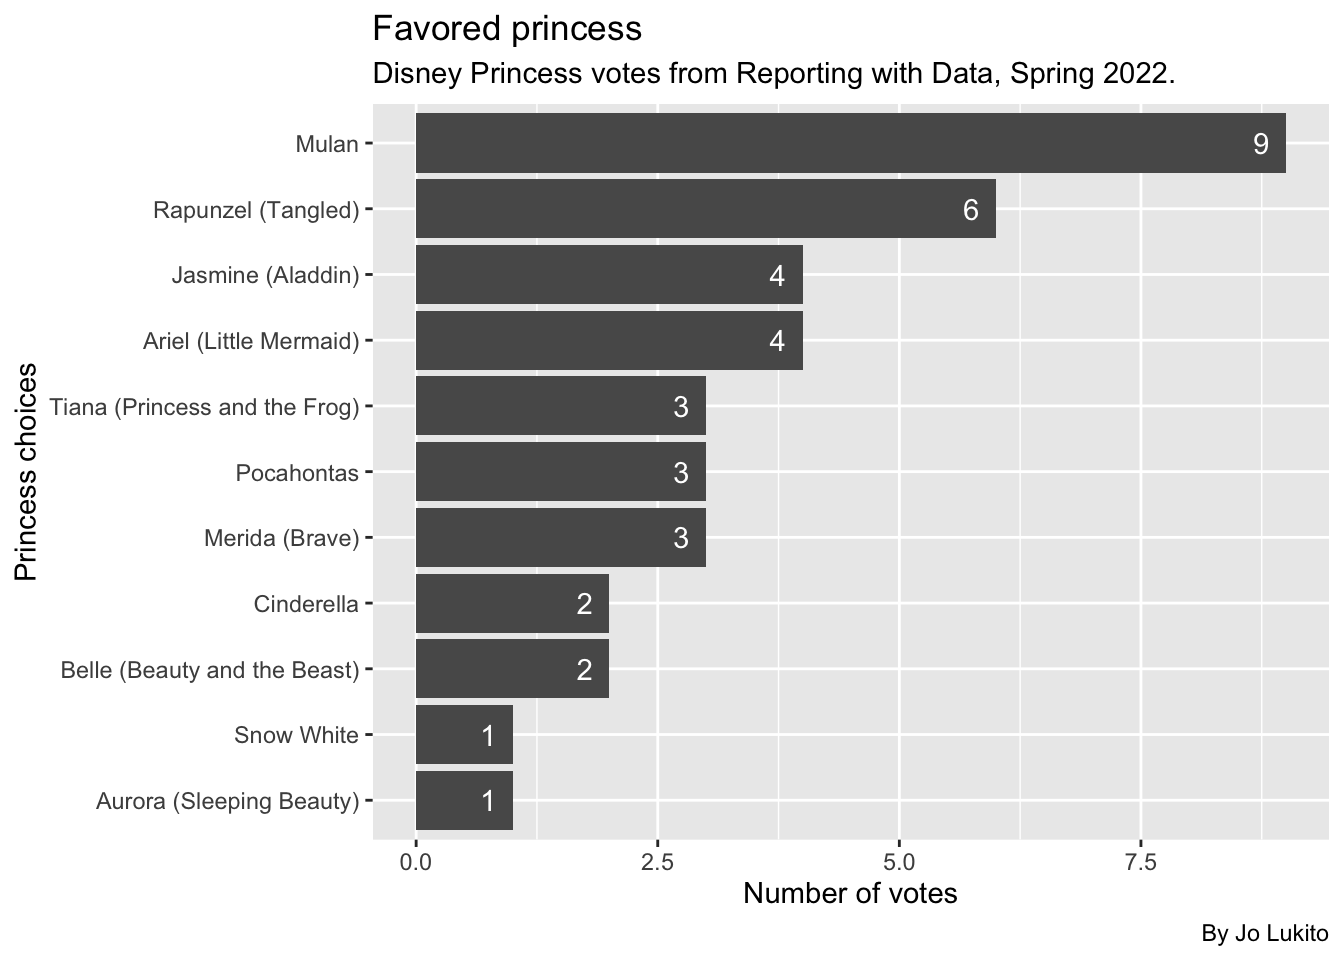 Favored princess
Disney Princess votes from Reporting with Data, Spring 2022.
Princess choices
Mulan 9
Rapunzel (Tangled) 6
Jasmine (Aladdin) 4
Ariel (Little Mermaid) 4
Tiana (Princess and the Frog) 3
Pocahontas 3
Merida (Brave) 3
Cinderella 2
Belle (Beauty and the Beast) 2
Snow White 1
Aurora (Sleeping Beauty) 1
0.0 2.5 5.0 7.5
Number of votes
By Jo Lukito